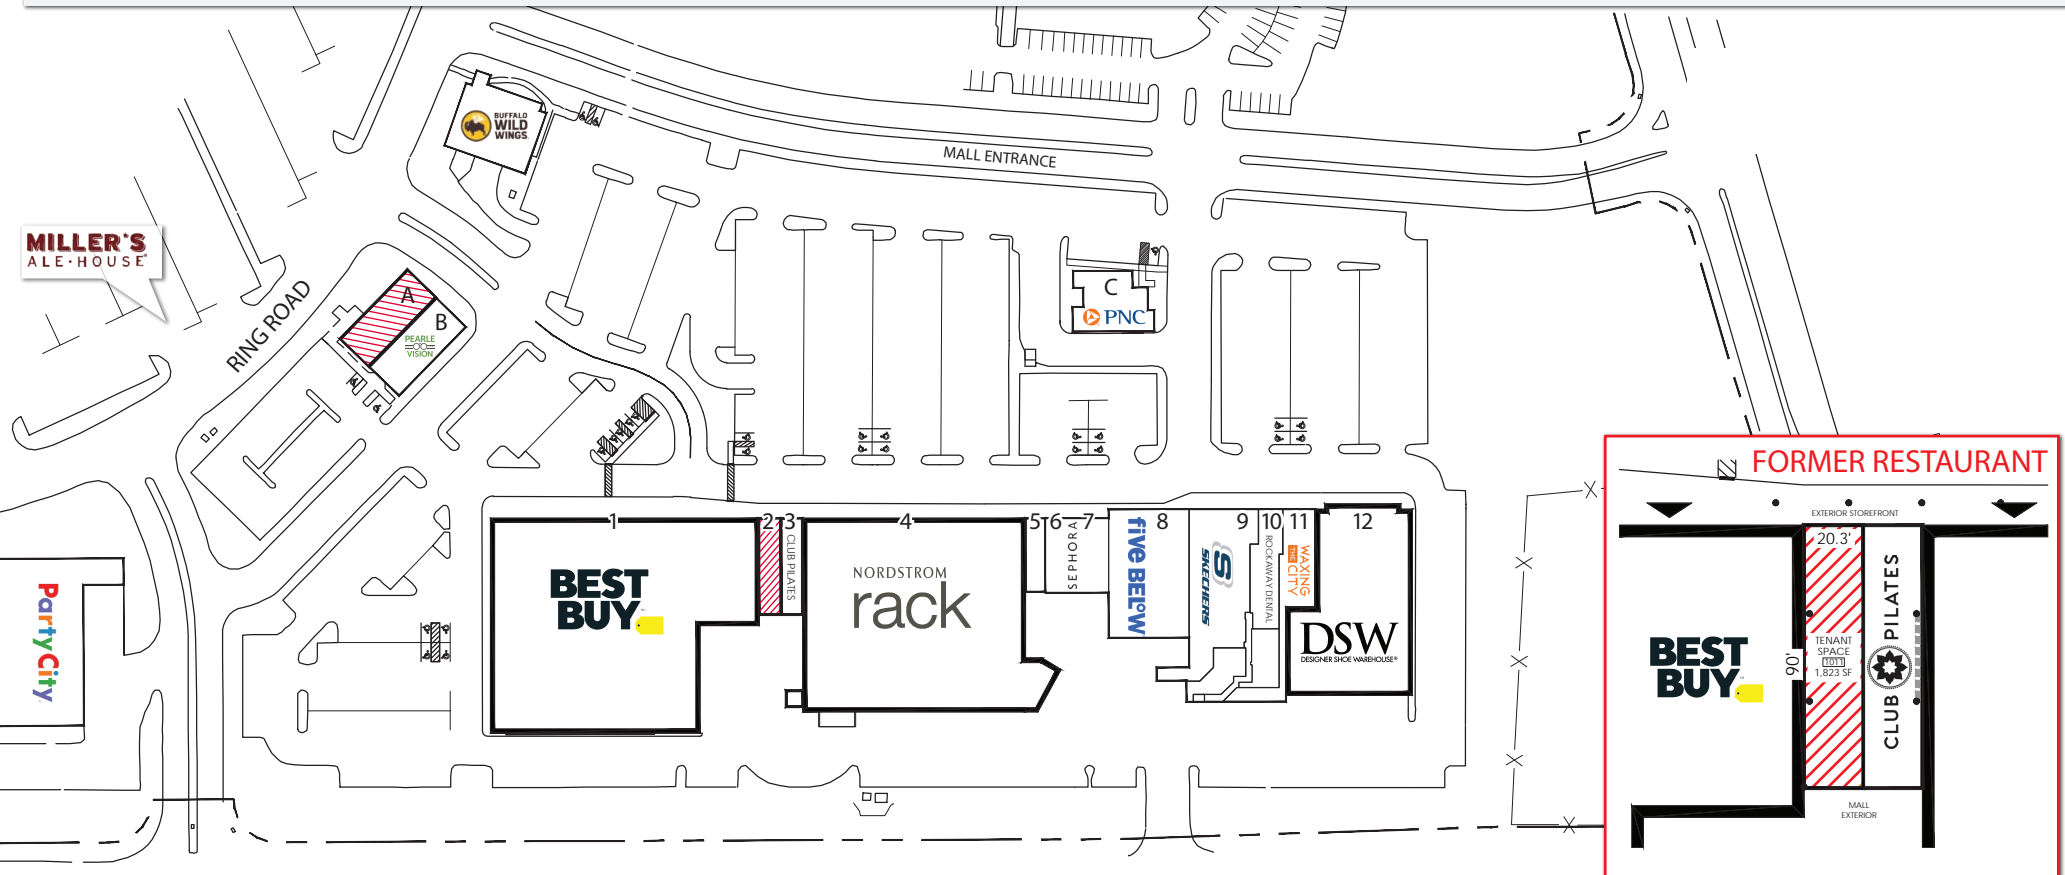 BUFFALO
WILD
WINGS
MALL ENTRANCE
MILLER'S
ALE·HOUSE
RING ROAD
A
B
PEARLE
VISION
C
PNC
1
2
3
4
5
6
7
8
9
10
11
12
BEST
BUY
CLUB PILATES
NORDSTROM
rack
SEPHORA
five BELOW
S
SKECHERS
ROCKAWAY DENTAL
WAXING
THE CITY
DSW
DESIGNER SHOE WAREHOUSE®
PartyCity
FORMER RESTAURANT
EXTERIOR STOREFRONT
20.3'
90'
TENANT
SPACE
1011
1,823 SF
BEST
BUY
CLUB PILATES
MALL
EXTERIOR